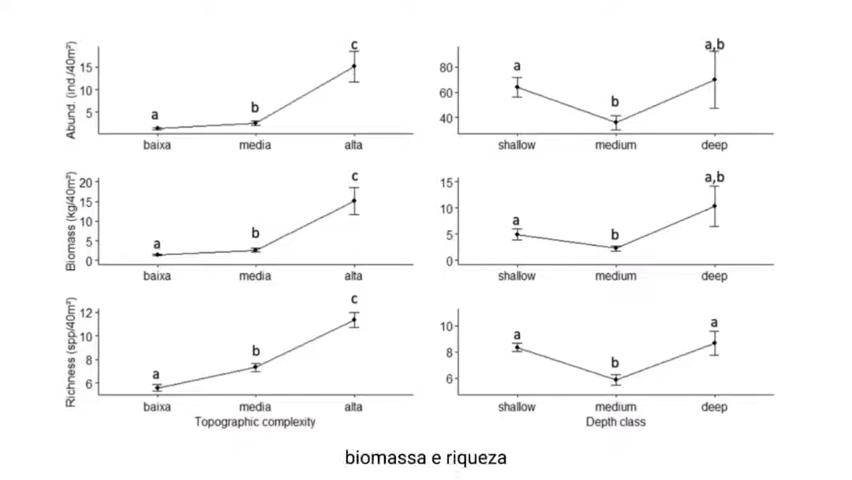 Abund. (ind./40m²)
15
10
5
a
b
c
baixa media alta
80
60
40
a
b
a,b
shallow medium deep
Biomass (kg/40m²)
20
15
10
5
0
a
b
c
baixa media alta
15
10
5
0
a
b
a,b
shallow medium deep
Richness (spp/40m²)
12
10
8
6
a
b
c
baixa media alta
Topographic complexity
10
8
6
a
b
a
shallow medium deep
Depth class
biomassa e riqueza